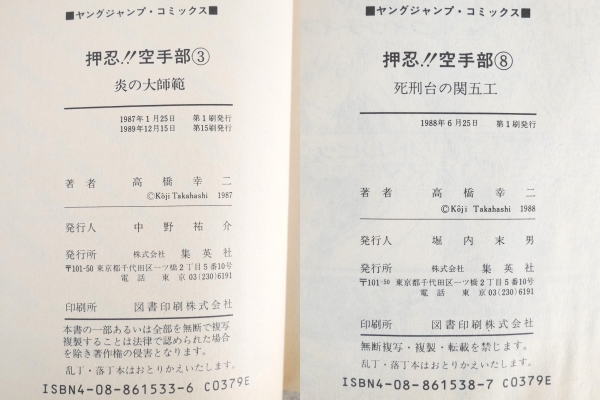 ■ヤングジャンプ・コミックス■
押忍!!空手部③
炎の大師範
1987年1月25日 第1刷発行
1989年12月15日 第15刷発行
著者 高橋幸二
©Kōji Takahashi 1987
発行人 中野祐介
発行所 株式会社 集英社
〒101-50 東京都千代田区一ツ橋2丁目5番10号
電話 東京 03(230)6191
印刷所 図書印刷株式会社
本書の一部あるいは全部を無断で複写
複製することは法律で認められた場合
を除き著作権の侵害となります。
乱丁・落丁本はおとりかえいたします。
ISBN4-08-861533-6 C0379E
■ヤングジャンプ・コミックス■
押忍!!空手部⑧
死刑台の関五工
1988年6月25日 第1刷発行
著者 高橋幸二
©Kōji Takahashi 1988
発行人 堀内末男
発行所 株式会社 集英社
〒101-50 東京都千代田区一ツ橋2丁目5番10号
電話 東京 03(230)6191
印刷所 図書印刷株式会社
無断複写・複製・転載を禁じます。
乱丁・落丁本はおとりかえいたします。
ISBN4-08-861538-7 C0379E